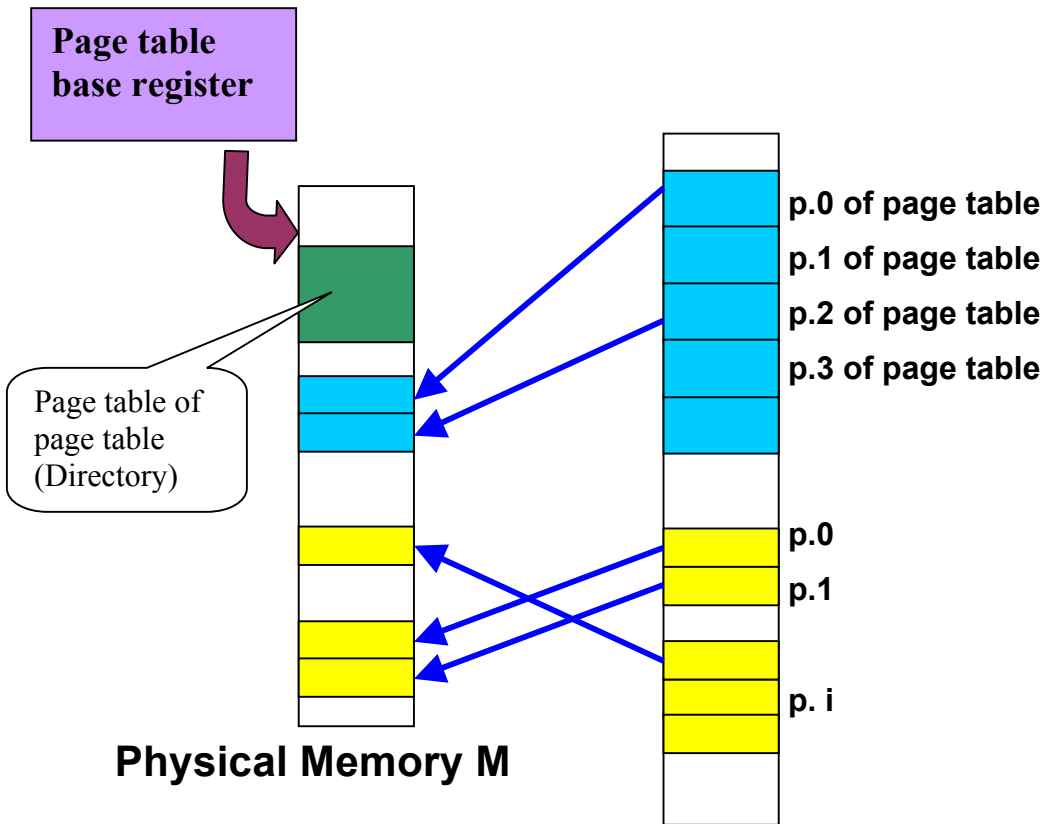 Page table
base register
p.0 of page table
p.1 of page table
p.2 of page table
p.3 of page table
Page table of
page table
(Directory)
p.0
p.1
p. i
Physical Memory M